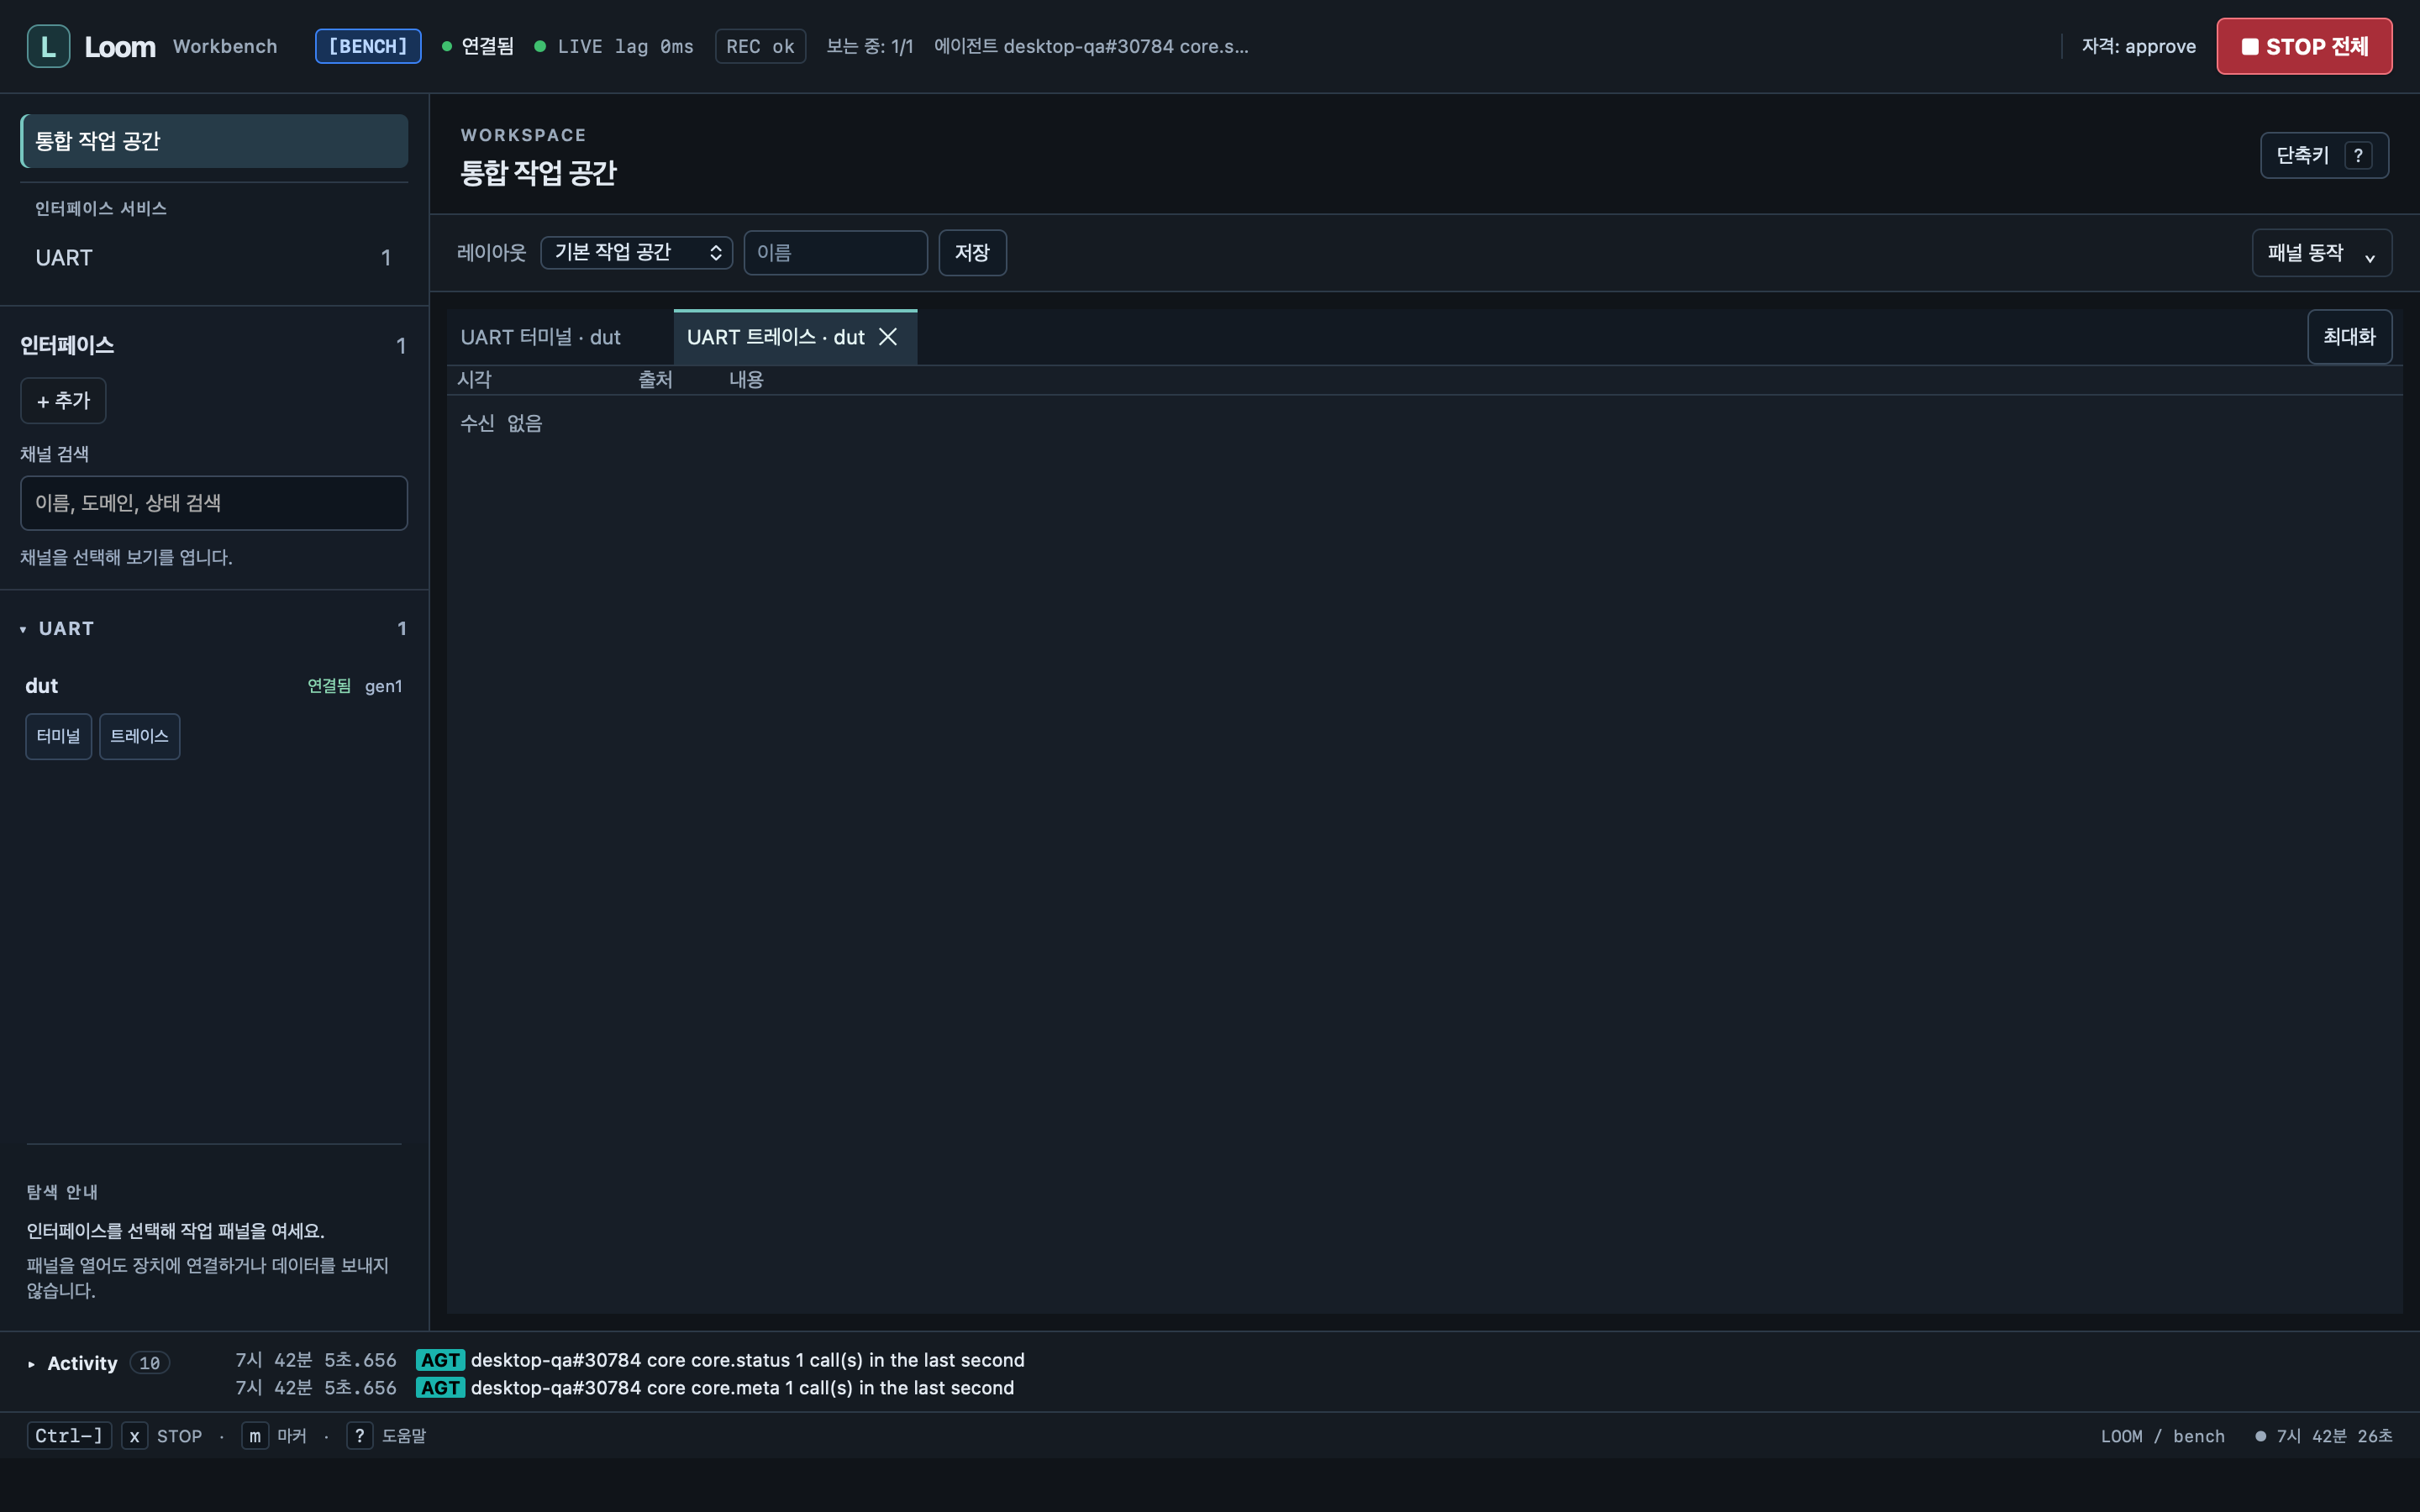 L Loom Workbench [BENCH] 연결됨 LIVE lag 0ms REC ok 보는 중: 1/1 에이전트 desktop-qa#30784 core.s... 자격: approve STOP 전체
통합 작업 공간
인터페이스 서비스
UART 1
인터페이스 1
+ 추가
채널 검색
이름, 도메인, 상태 검색
채널을 선택해 보기를 엽니다.
UART 1
dut 연결됨 gen1
터미널 트레이스
탐색 안내
인터페이스를 선택해 작업 패널을 여세요.
패널을 열어도 장치에 연결하거나 데이터를 보내지
않습니다.
WORKSPACE
통합 작업 공간
단축키 ?
레이아웃 기본 작업 공간 이름 저장 패널 동작
UART 터미널 · dut UART 트레이스 · dut 최대화
시각 출처 내용
수신 없음
Activity 10
7시 42분 5초.656 AGT desktop-qa#30784 core core.status 1 call(s) in the last second
7시 42분 5초.656 AGT desktop-qa#30784 core core.meta 1 call(s) in the last second
Ctrl-] x STOP · m 마커 · ? 도움말 LOOM / bench 7시 42분 26초